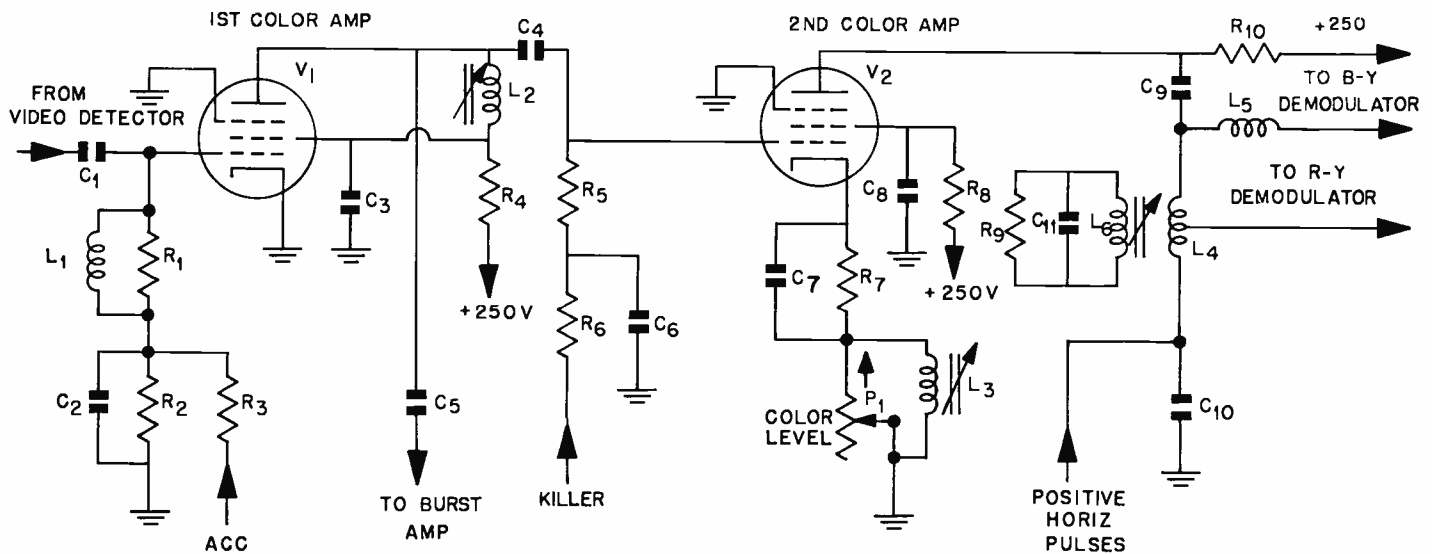 1ST COLOR AMP
2ND COLOR AMP
C4
R10
+250
V1
V2
FROM
VIDEO DETECTOR
L2
C9
TO B-Y
DEMODULATOR
L5
C1
TO R-Y
DEMODULATOR
C3
R4
R5
C8
R8
R9
C11
L6
L4
L1
R1
C7
R7
+250V
+250V
R6
C6
C2
R2
R3
C5
P1
L3
COLOR
LEVEL
C10
ACC
TO BURST
AMP
KILLER
POSITIVE
HORIZ
PULSES